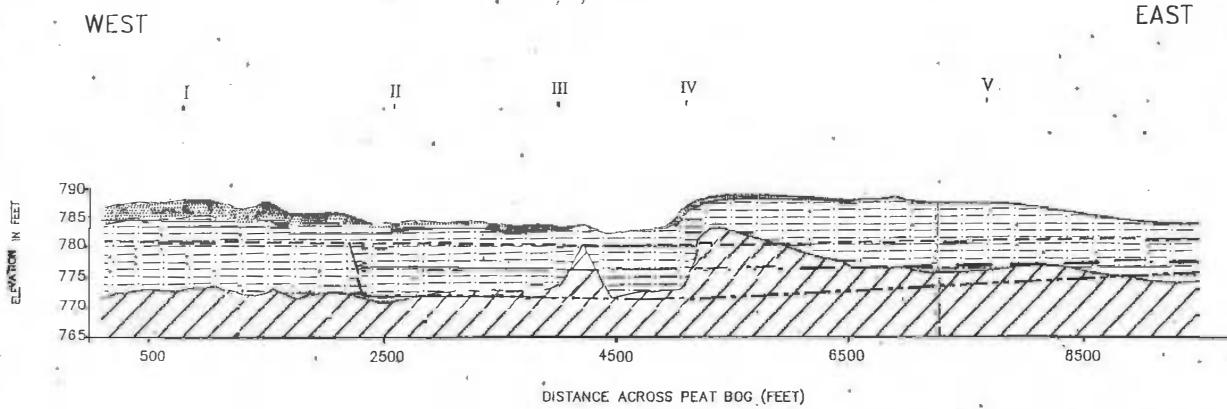 WEST
EAST
I II III IV V
790
785
780
775
770
765
ELEVATION IN FEET
500 2500 4500 6500 8500
DISTANCE ACROSS PEAT BOG (FEET)